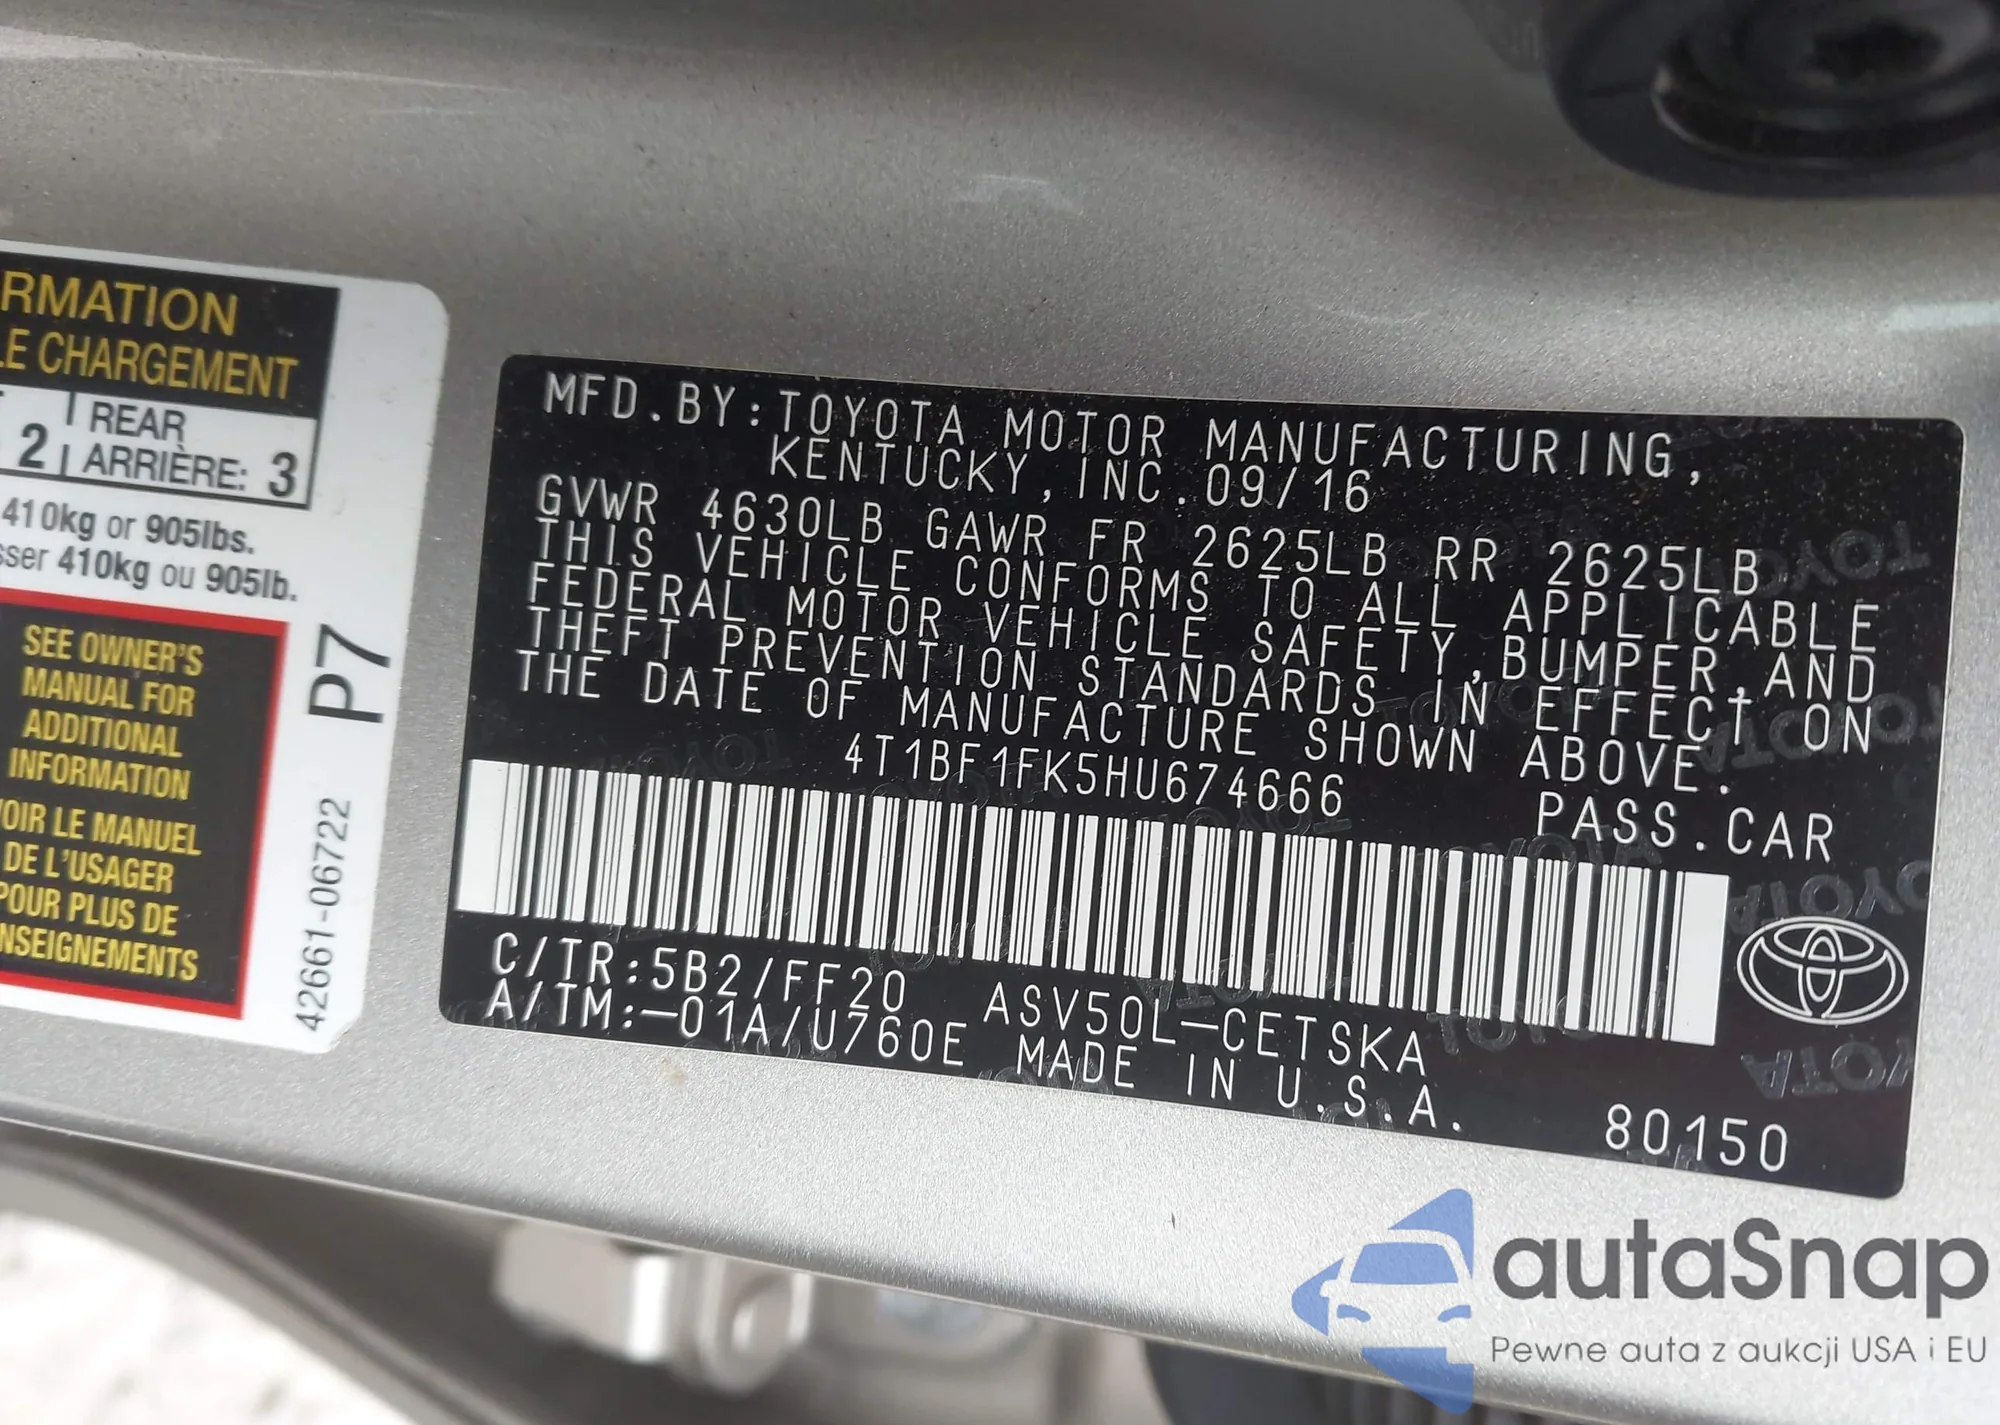 RMATION
LE CHARGEMENT
2 REAR
ARRIÈRE: 3
410kg or 905lbs.
sser 410kg ou 905lb.
SEE OWNER'S
MANUAL FOR
ADDITIONAL
INFORMATION
VOIR LE MANUEL
DE L'USAGER
POUR PLUS DE
NSEIGNEMENTS
P7
42661-06722
MFD.BY:TOYOTA MOTOR MANUFACTURING,
KENTUCKY,INC.09/16
GVWR 4630LB GAWR FR 2625LB RR 2625LB
THIS VEHICLE CONFORMS TO ALL APPLICABLE
FEDERAL MOTOR VEHICLE SAFETY,BUMPER,AND
THEFT PREVENTION STANDARDS IN EFFECT ON
THE DATE OF MANUFACTURE SHOWN ABOVE.
4T1BF1FK5HU674666
PASS.CAR
C/TR:5B2/FF20 ASV50L-CETSKA
A/TM:-01A/U760E MADE IN U.S.A.
80150
autaSnap
Pewne auta z aukcji USA i EU